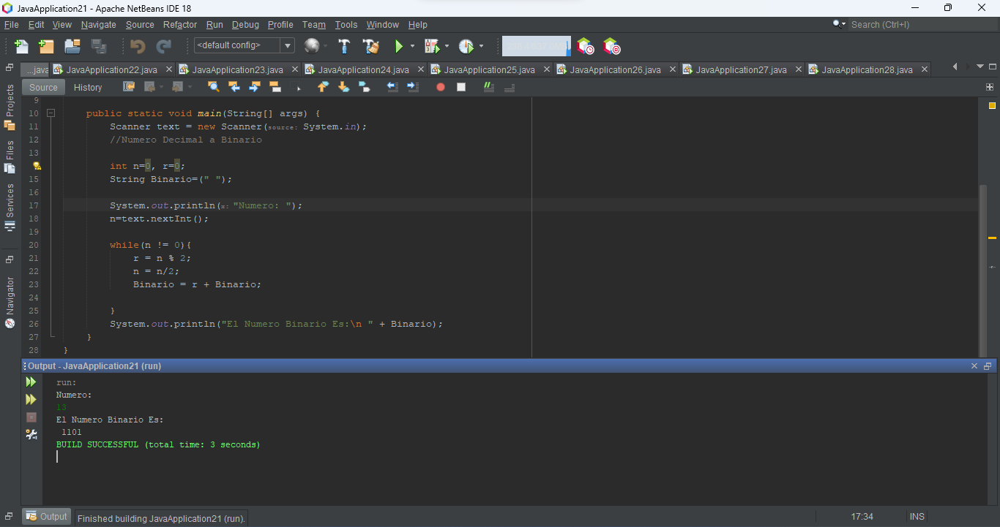 JavaApplication21 - Apache NetBeans IDE 18
File Edit View Navigate Source Refactor Run Debug Profile Team Tools Window Help
Search (Ctrl+I)
<default config>
...java JavaApplication22.java JavaApplication23.java JavaApplication24.java JavaApplication25.java JavaApplication26.java JavaApplication27.java JavaApplication28.java
Source History
Projects
Files
Services
Navigator
9
10 public static void main(String[] args) {
11 Scanner text = new Scanner(source: System.in);
12 //Numero Decimal a Binario
13
int n=0, r=0;
15 String Binario=(" ");
16
17 System.out.println(x: "Numero: ");
18 n=text.nextInt();
19
20 while(n != 0){
21 r = n % 2;
22 n = n/2;
23 Binario = r + Binario;
24
25 }
26 System.out.println("El Numero Binario Es:\n " + Binario);
27 }
28 }
Output - JavaApplication21 (run)
run:
Numero:
13
El Numero Binario Es:
1101
BUILD SUCCESSFUL (total time: 3 seconds)
Output
Finished building JavaApplication21 (run).
17:34 INS